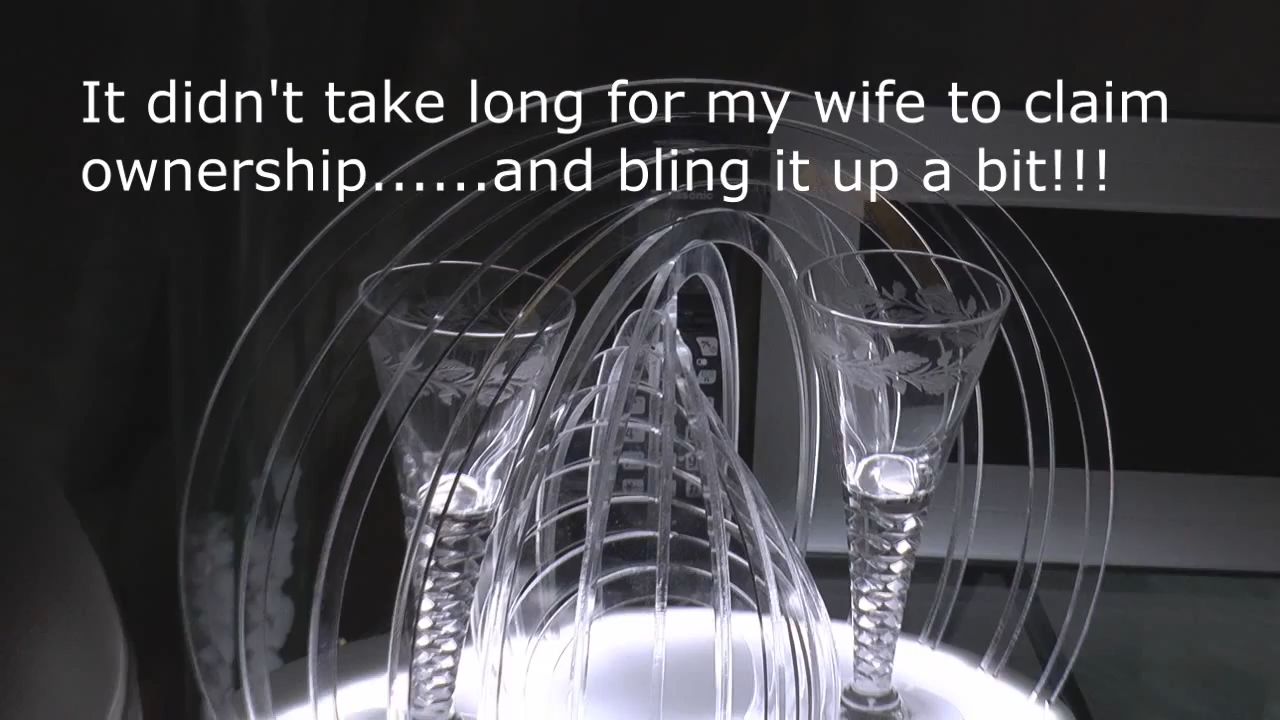 It didn't take long for my wife to claim
ownership......and bling it up a bit!!!